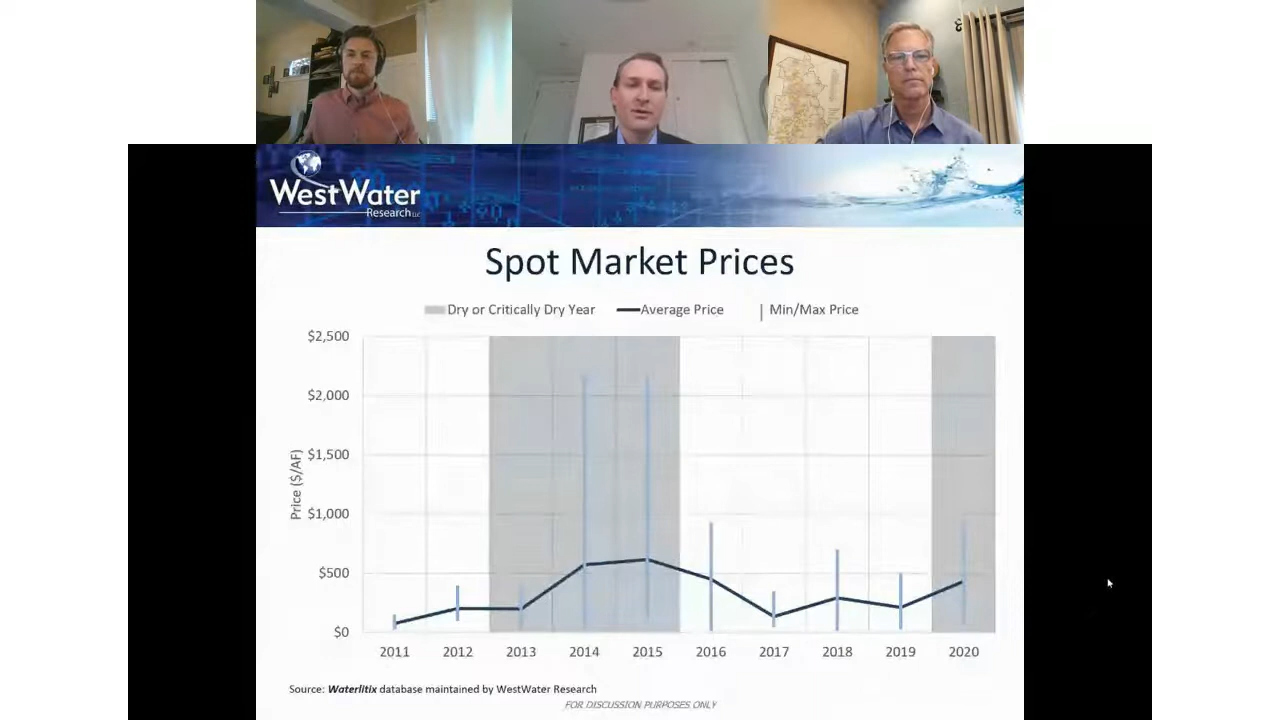 WestWater
Research LLC
Spot Market Prices
Dry or Critically Dry Year Average Price Min/Max Price
$2,500
$2,000
$1,500
$1,000
$500
$0
Price ($/AF)
2011 2012 2013 2014 2015 2016 2017 2018 2019 2020
Source: Waterlitix database maintained by WestWater Research
FOR DISCUSSION PURPOSES ONLY